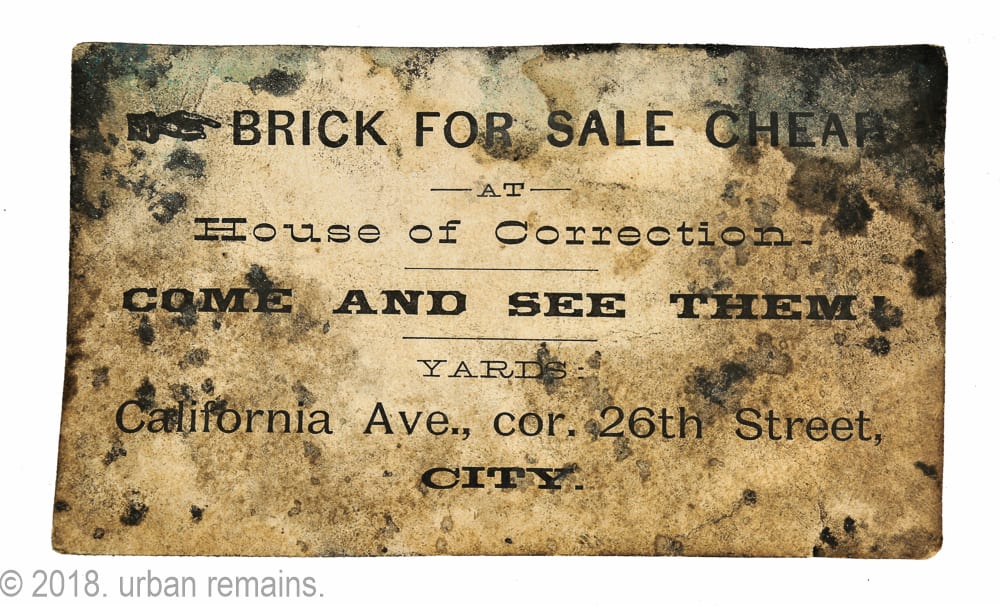 BRICK FOR SALE CHEAP
— AT —
House of Correction.
COME AND SEE THEM!
YARDS:
California Ave., cor. 26th Street,
CITY.
© 2018. urban remains.